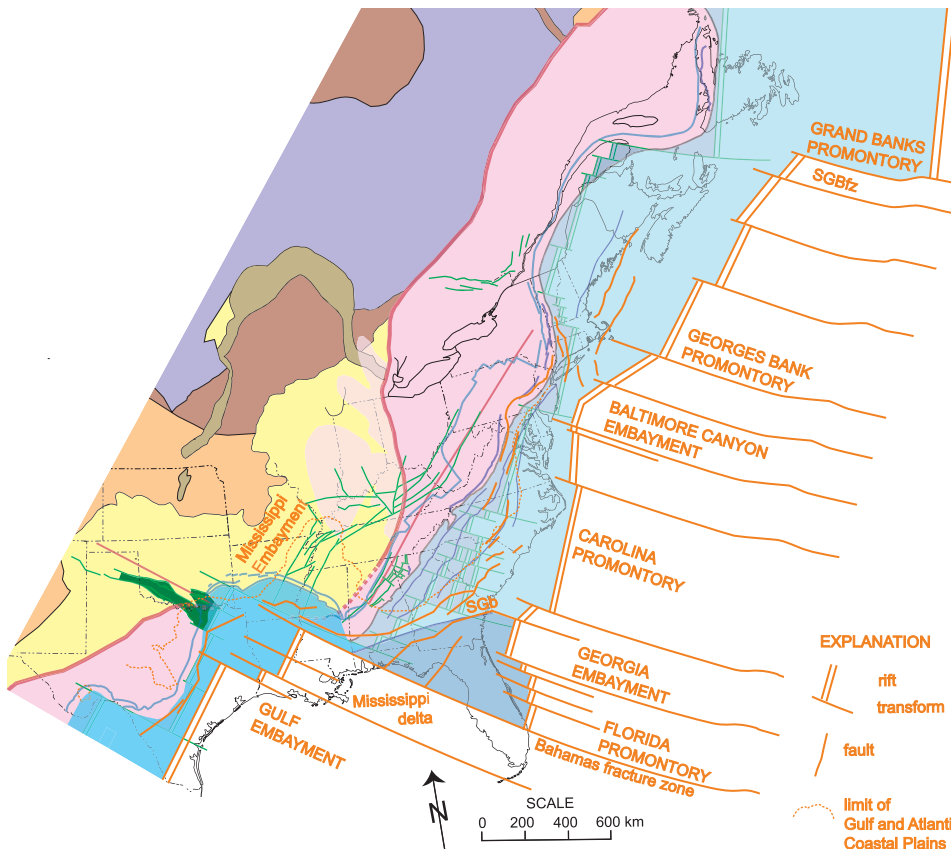 GRAND BANKS
PROMONTORY
SGBfz
GEORGES BANK
PROMONTORY
BALTIMORE CANYON
EMBAYMENT
Mississippi
Embayment
CAROLINA
PROMONTORY
SGb
GEORGIA
EMBAYMENT
Mississippi
delta
GULF
EMBAYMENT
FLORIDA
PROMONTORY
Bahamas fracture zone
N
SCALE
0 200 400 600 km
EXPLANATION
rift
transform
fault
limit of
Gulf and Atlanti
Coastal Plains